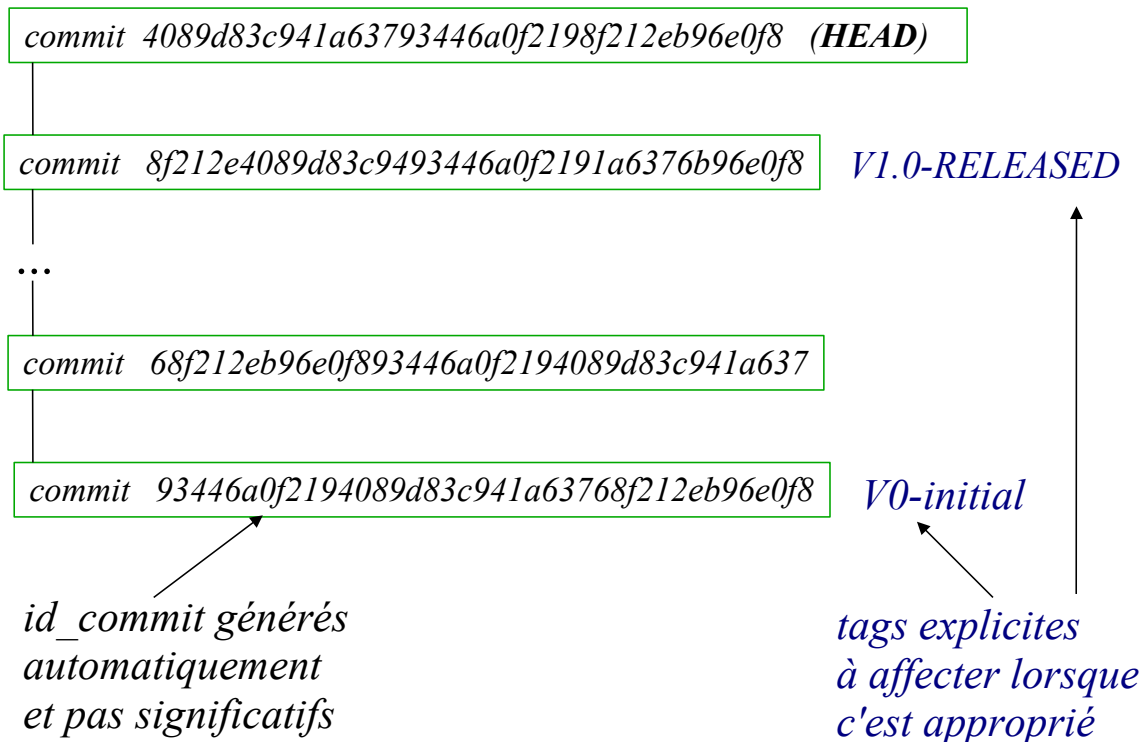 commit 4089d83c941a63793446a0f2198f212eb96e0f8 (HEAD)
commit 8f212e4089d83c9493446a0f2191a6376b96e0f8 V1.0-RELEASED
...
commit 68f212eb96e0f893446a0f2194089d83c941a637
commit 93446a0f2194089d83c941a63768f212eb96e0f8 V0-initial
id_commit générés
automatiquement
et pas significatifs
tags explicites
à affecter lorsque
c'est approprié